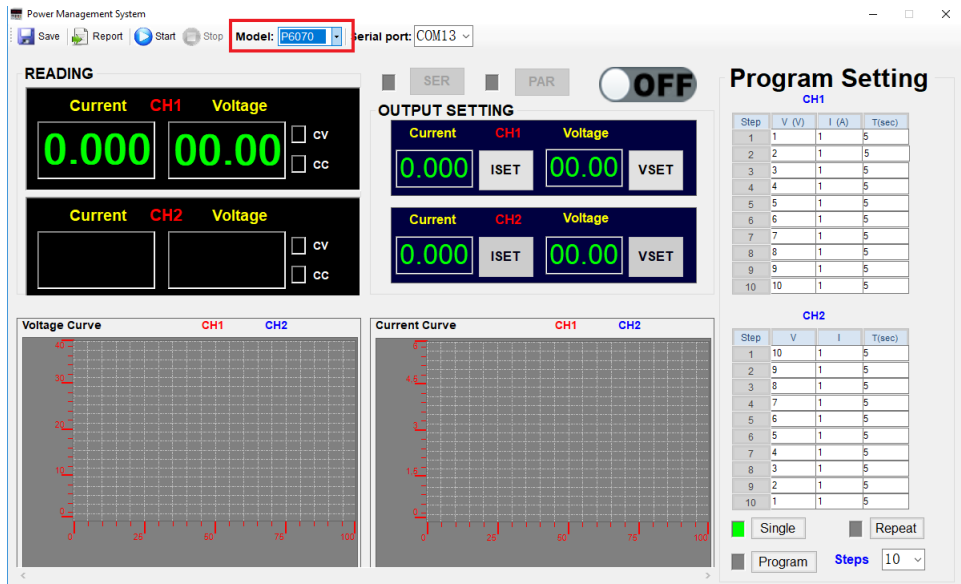 Power Management System
Save Report Start Stop Model: P6070 Serial port: COM13
READING
Current CH1 Voltage
0.000 00.00
CV
CC
Current CH2 Voltage
CV
CC
SER PAR OFF
OUTPUT SETTING
Current CH1 Voltage
0.000 ISET 00.00 VSET
Current CH2 Voltage
0.000 ISET 00.00 VSET
Voltage Curve CH1 CH2
40
30
20
10
0
0 25 50 75 100
Current Curve CH1 CH2
6
4.5
3
1.5
0
0 25 50 75 100
Program Setting
CH1
Step V (V) I (A) T(sec)
1 1 1 5
2 2 1 5
3 3 1 5
4 4 1 5
5 5 1 5
6 6 1 5
7 7 1 5
8 8 1 5
9 9 1 5
10 10 1 5
CH2
Step V I T(sec)
1 10 1 5
2 9 1 5
3 8 1 5
4 7 1 5
5 6 1 5
6 5 1 5
7 4 1 5
8 3 1 5
9 2 1 5
10 1 1 5
Single Repeat
Program Steps 10